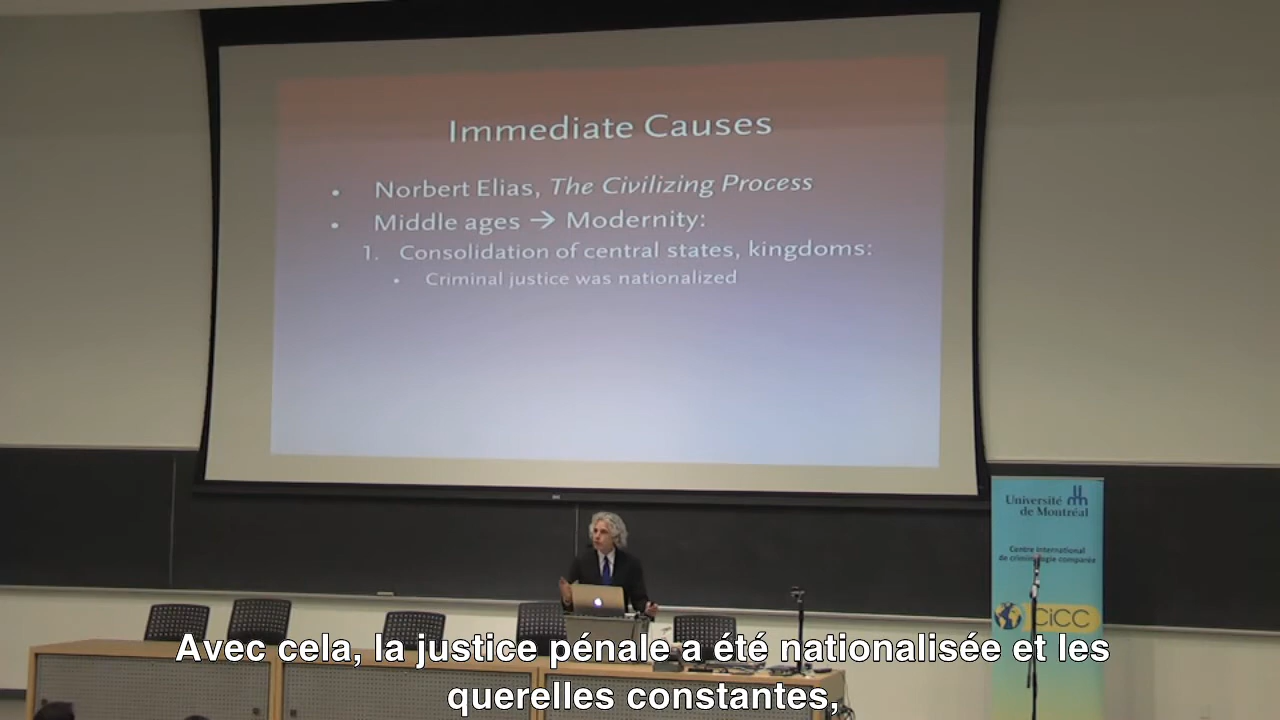 Immediate Causes
• Norbert Elias, The Civilizing Process
• Middle ages → Modernity:
1. Consolidation of central states, kingdoms:
• Criminal justice was nationalized
Université
de Montréal
Centre international
de criminologie comparée
CiCC
Avec cela, la justice pénale a été nationalisée et les
querelles constantes,